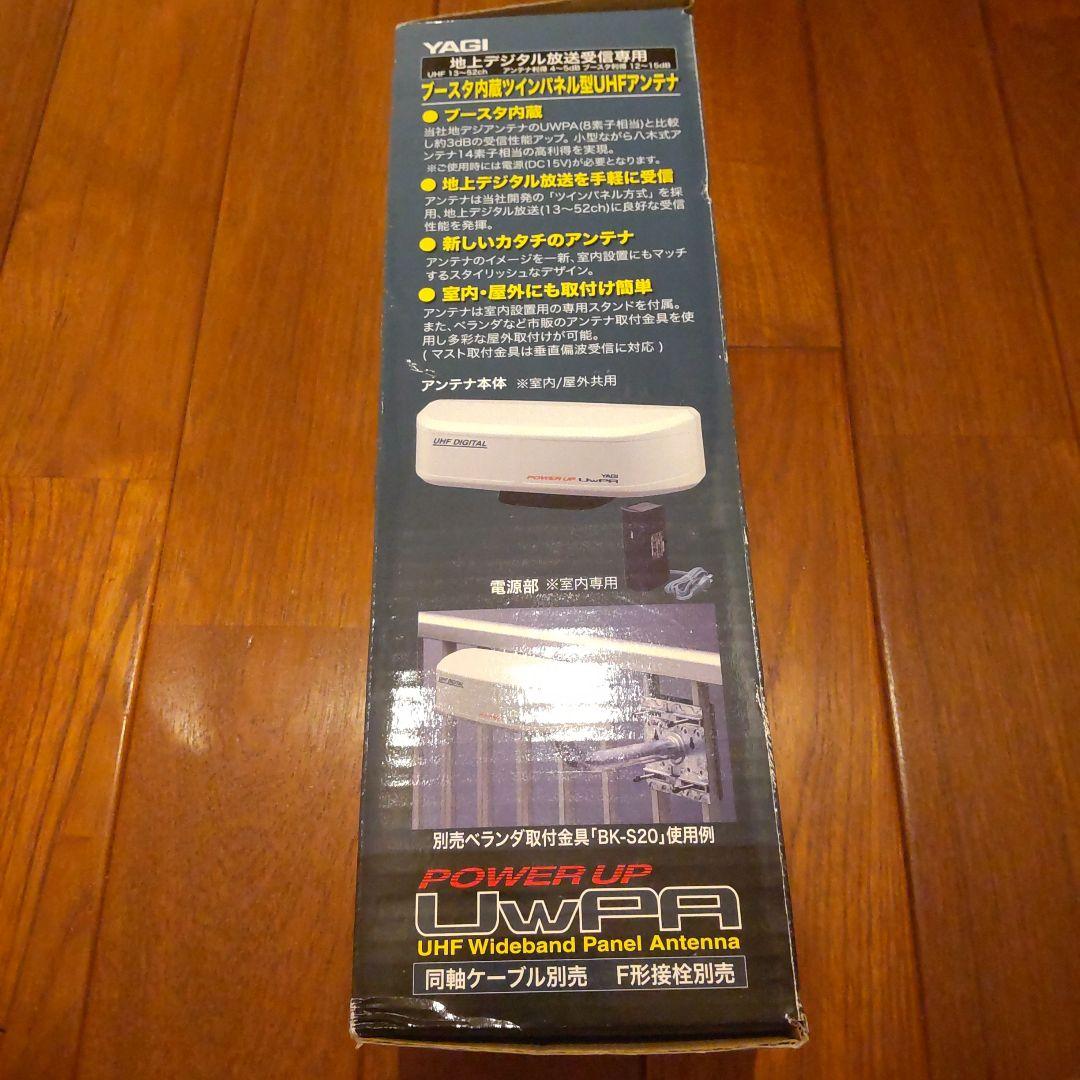 YAGI
地上デジタル放送受信専用
UHF 13〜52ch アンテナ利得 4〜5dB ブースタ利得 12〜15dB
ブースタ内蔵ツインパネル型UHFアンテナ
● ブースタ内蔵
当社地デジアンテナのUWPA(8素子相当)と比較
し約3dBの受信性能アップ。小型ながら八木式ア
ンテナ14素子相当の高利得を実現。
※ご使用時には電源(DC15V)が必要となります。
● 地上デジタル放送を手軽に受信
アンテナは当社開発の「ツインパネル方式」を採
用、地上デジタル放送(13〜52ch)に良好な受信
性能を発揮。
● 新しいカタチのアンテナ
アンテナのイメージを一新、室内設置にもマッチ
するスタイリッシュなデザイン。
● 室内・屋外にも取付け簡単
アンテナは室内設置用の専用スタンドを付属。
また、ベランダなど市販のアンテナ取付金具を使
用し多彩な屋外取付けが可能。
( マスト取付金具は垂直偏波受信に対応 )
アンテナ本体 ※室内/屋外共用
UHF DIGITAL
YAGI
POWER UP UwPA
電源部 ※室内専用
UHF DIGITAL
別売ベランダ取付金具「BK-S20」使用例
POWER UP
UwPA
UHF Wideband Panel Antenna
同軸ケーブル別売 F形接栓別売